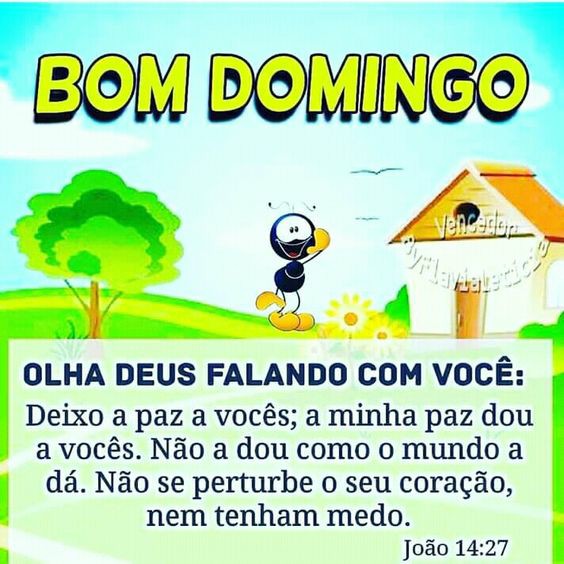 BOM DOMINGO
Vencedor
OLHA DEUS FALANDO COM VOCÊ:
Deixo a paz a vocês; a minha paz dou
a vocês. Não a dou como o mundo a
dá. Não se perturbe o seu coração,
nem tenham medo.
João 14:27